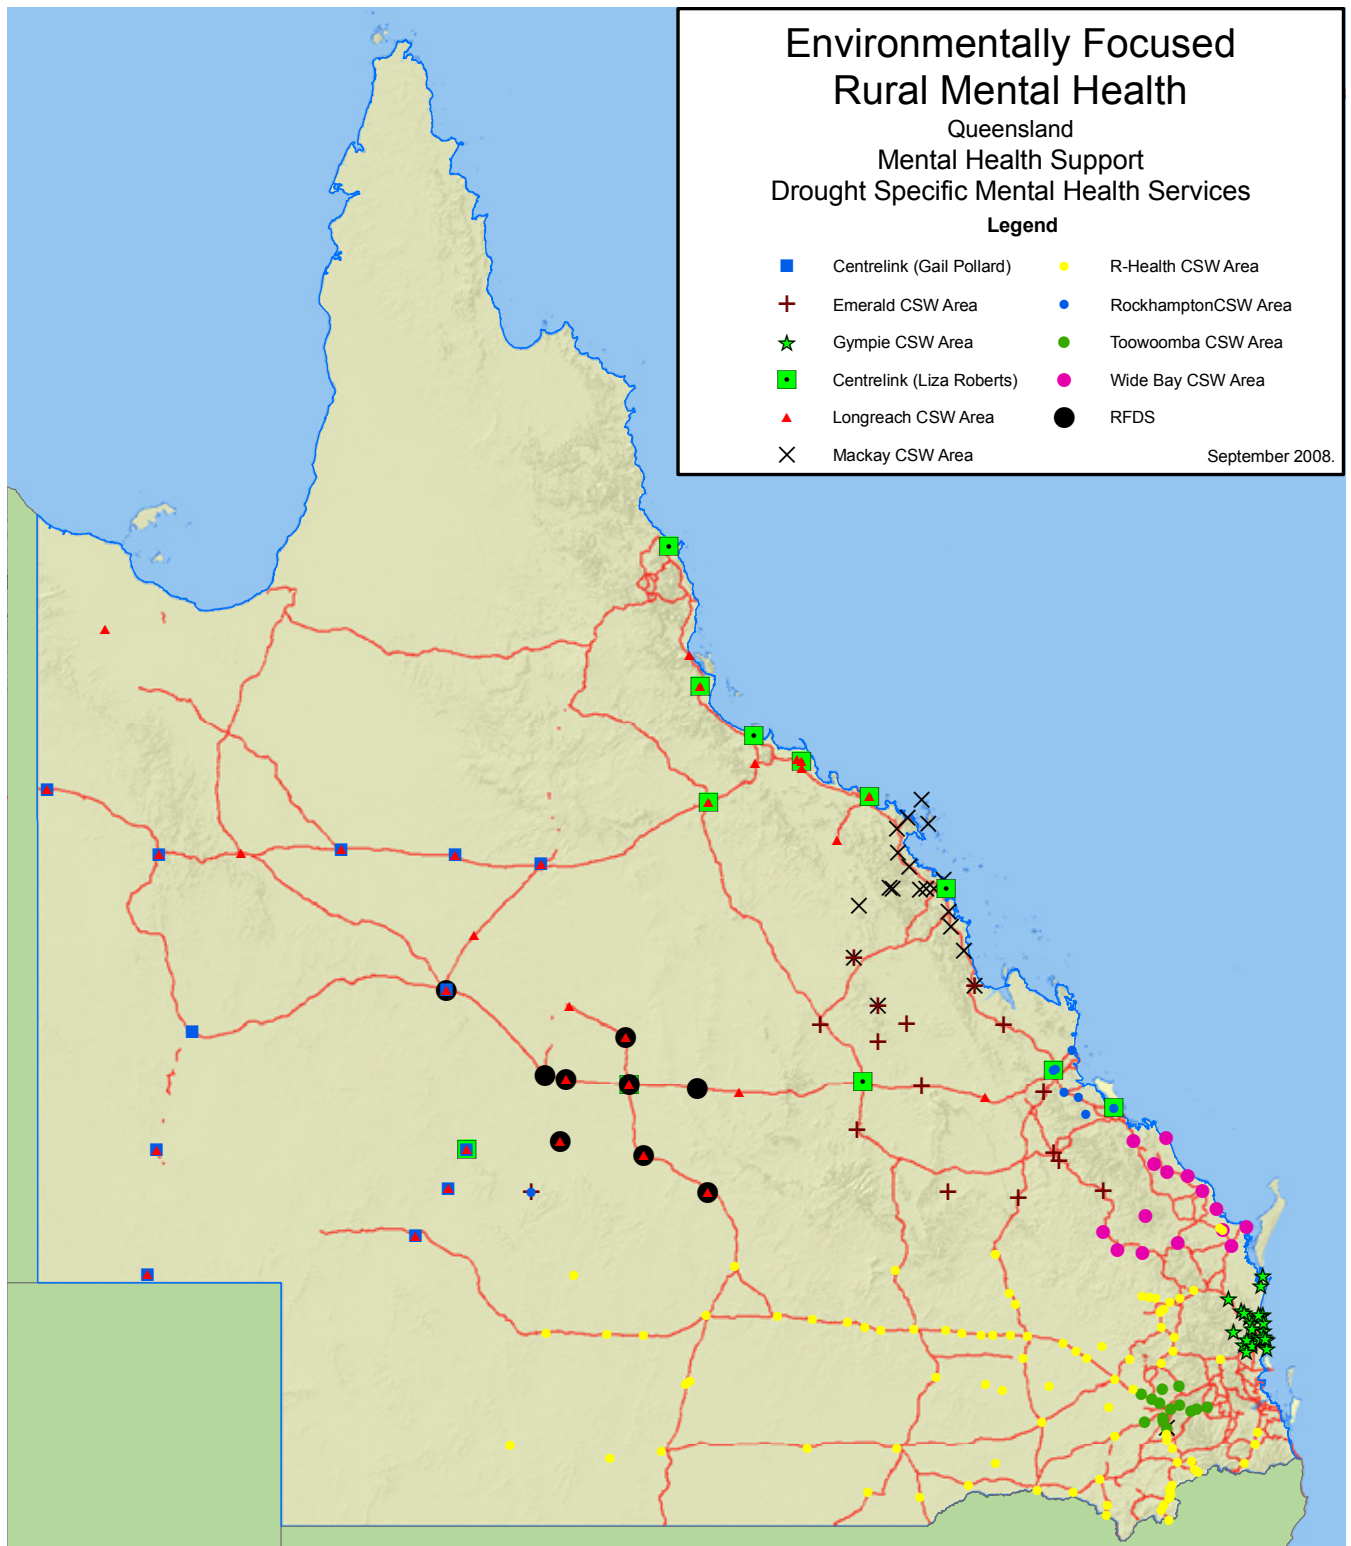 Environmentally Focused
Rural Mental Health
Queensland
Mental Health Support
Drought Specific Mental Health Services
Legend
Centrelink (Gail Pollard)
Emerald CSW Area
Gympie CSW Area
Centrelink (Liza Roberts)
Longreach CSW Area
Mackay CSW Area
R-Health CSW Area
RockhamptonCSW Area
Toowoomba CSW Area
Wide Bay CSW Area
RFDS
September 2008.